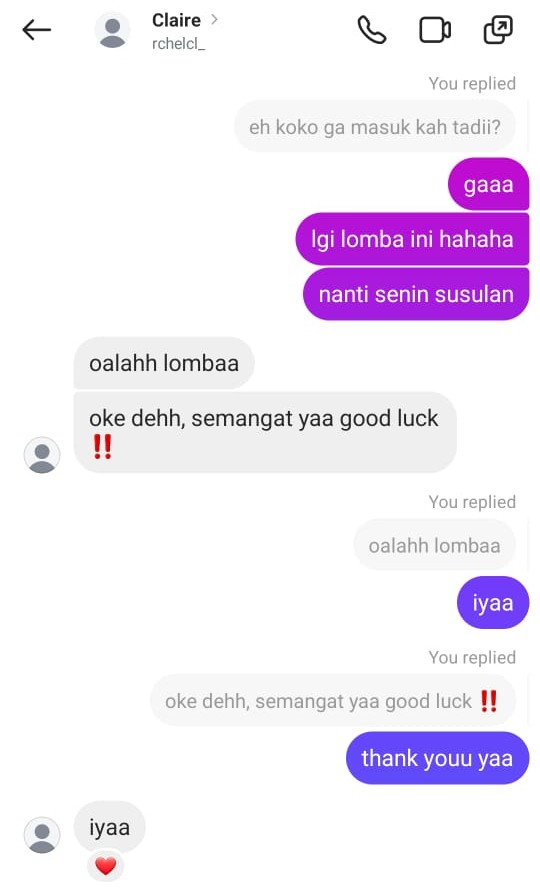 Claire
rchelcl_
You replied
eh koko ga masuk kah tadii?
gaaa
lgi lomba ini hahaha
nanti senin susulan
oalahh lombaa
oke dehh, semangat yaa good luck
‼️
You replied
oalahh lombaa
iyaa
You replied
oke dehh, semangat yaa good luck ‼️
thank youu yaa
iyaa